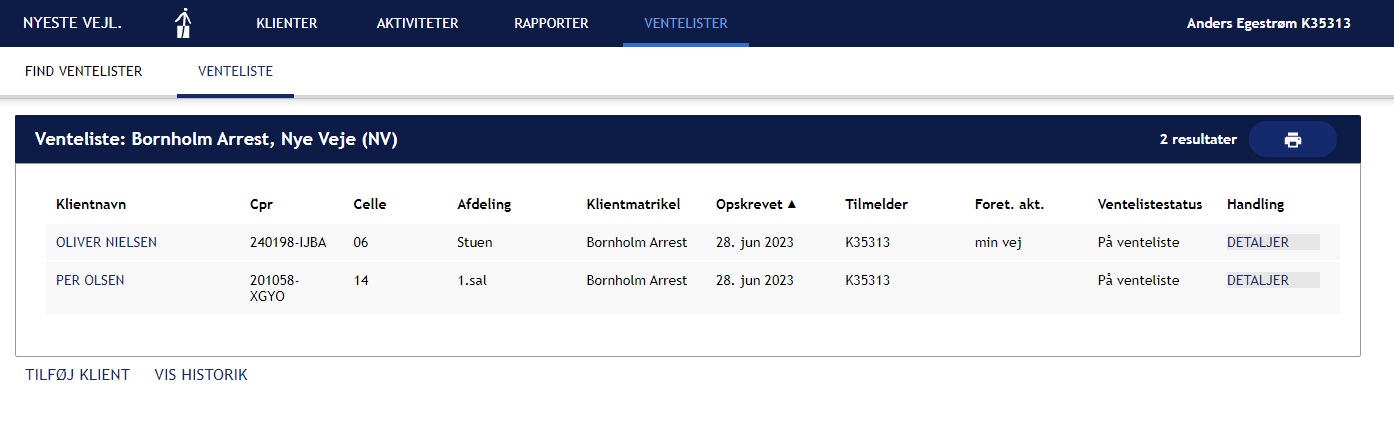 NYESTE VEJL. KLIENTER AKTIVITETER RAPPORTER VENTELISTER Anders Egestrøm K35313
FIND VENTELISTER VENTELISTE
Venteliste: Bornholm Arrest, Nye Veje (NV) 2 resultater
Klientnavn Cpr Celle Afdeling Klientmatrikel Opskrevet ▲ Tilmelder Foret. akt. Ventelistestatus Handling
OLIVER NIELSEN 240198-IJBA 06 Stuen Bornholm Arrest 28. jun 2023 K35313 min vej På venteliste DETALJER
PER OLSEN 201058- 14 1.sal Bornholm Arrest 28. jun 2023 K35313 På venteliste DETALJER
XGYO
TILFØJ KLIENT VIS HISTORIK